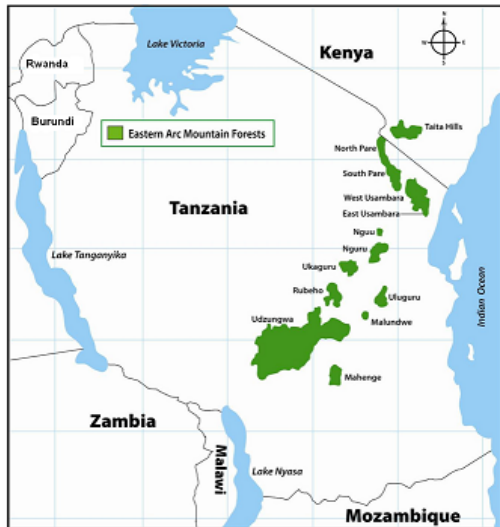 Lake Victoria
Kenya
Rwanda
Burundi
Eastern Arc Mountain Forests
Taita Hills
North Pare
South Pare
West Usambara
East Usambara
Tanzania
Nguu
Nguru
Lake Tanganyika
Ukaguru
Rubeho
Uluguru
Indian Ocean
Udzungwa
Malundwe
Mahenge
Zambia
Malawi
Lake Nyasa
Mozambique